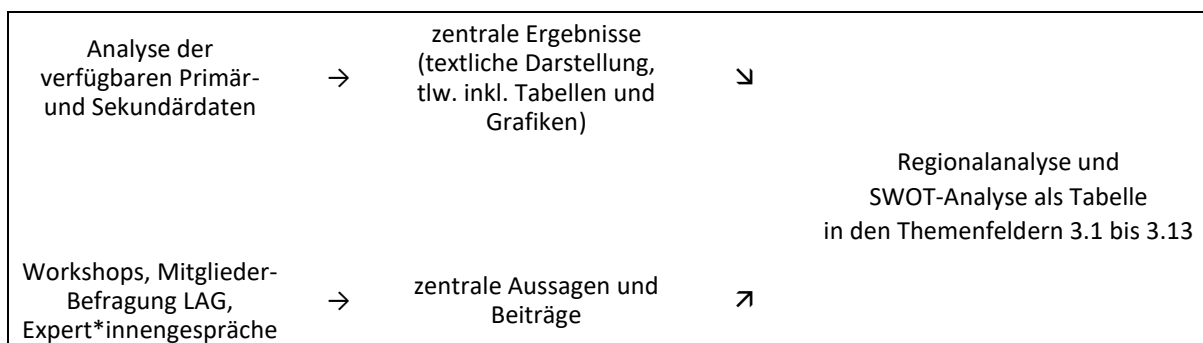 Analyse der
verfügbaren Primär-
und Sekundärdaten
→
zentrale Ergebnisse
(textliche Darstellung,
tlw. inkl. Tabellen und
Grafiken)
↘
Workshops, Mitglieder-
Befragung LAG,
Expert*innengespräche
→
zentrale Aussagen und
Beiträge
↗
Regionalanalyse und
SWOT-Analyse als Tabelle
in den Themenfeldern 3.1 bis 3.13